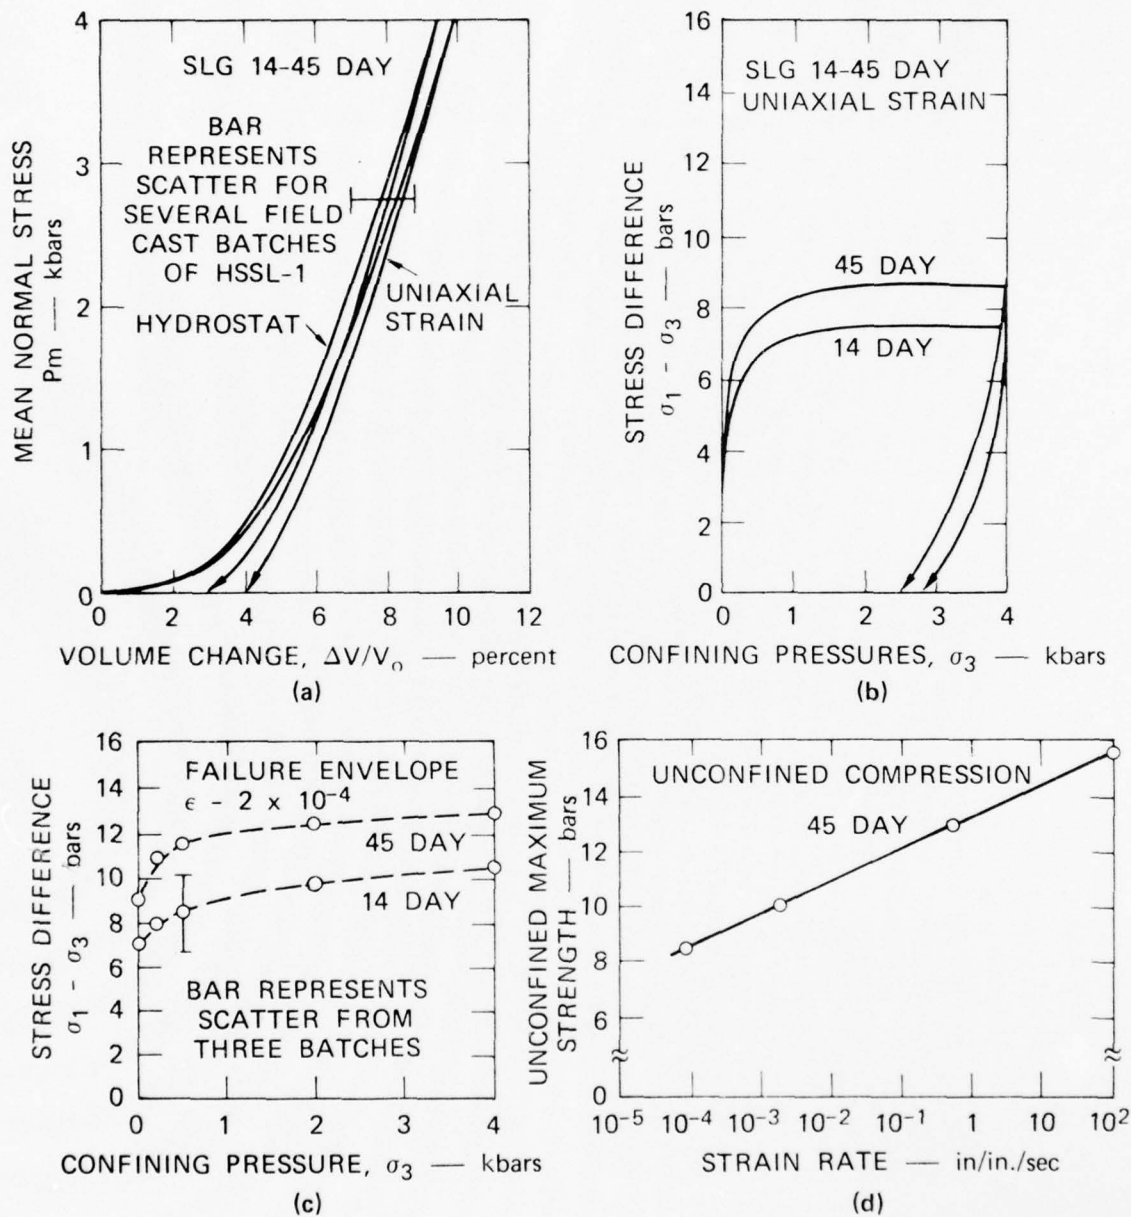 4
3
2
1
0
MEAN NORMAL STRESS
Pm — kbars
SLG 14-45 DAY
BAR
REPRESENTS
SCATTER FOR
SEVERAL FIELD
CAST BATCHES
OF HSSL-1
HYDROSTAT
UNIAXIAL
STRAIN
0 2 4 6 8 10 12
VOLUME CHANGE, ΔV/Vo — percent
(a)
16
14
12
10
8
6
4
2
0
STRESS DIFFERENCE
σ1 - σ3 — bars
SLG 14-45 DAY
UNIAXIAL STRAIN
45 DAY
14 DAY
0 1 2 3 4
CONFINING PRESSURES, σ3 — kbars
(b)
16
14
12
10
8
6
4
2
0
STRESS DIFFERENCE
σ1 - σ3 — bars
FAILURE ENVELOPE
ϵ - 2 x 10-4
45 DAY
14 DAY
BAR REPRESENTS
SCATTER FROM
THREE BATCHES
0 1 2 3 4
CONFINING PRESSURE, σ3 — kbars
(c)
16
14
12
10
8
6
0
UNCONFINED MAXIMUM
STRENGTH — bars
UNCONFINED COMPRESSION
45 DAY
10-5 10-4 10-3 10-2 10-1 1 10 102
STRAIN RATE — in/in./sec
(d)